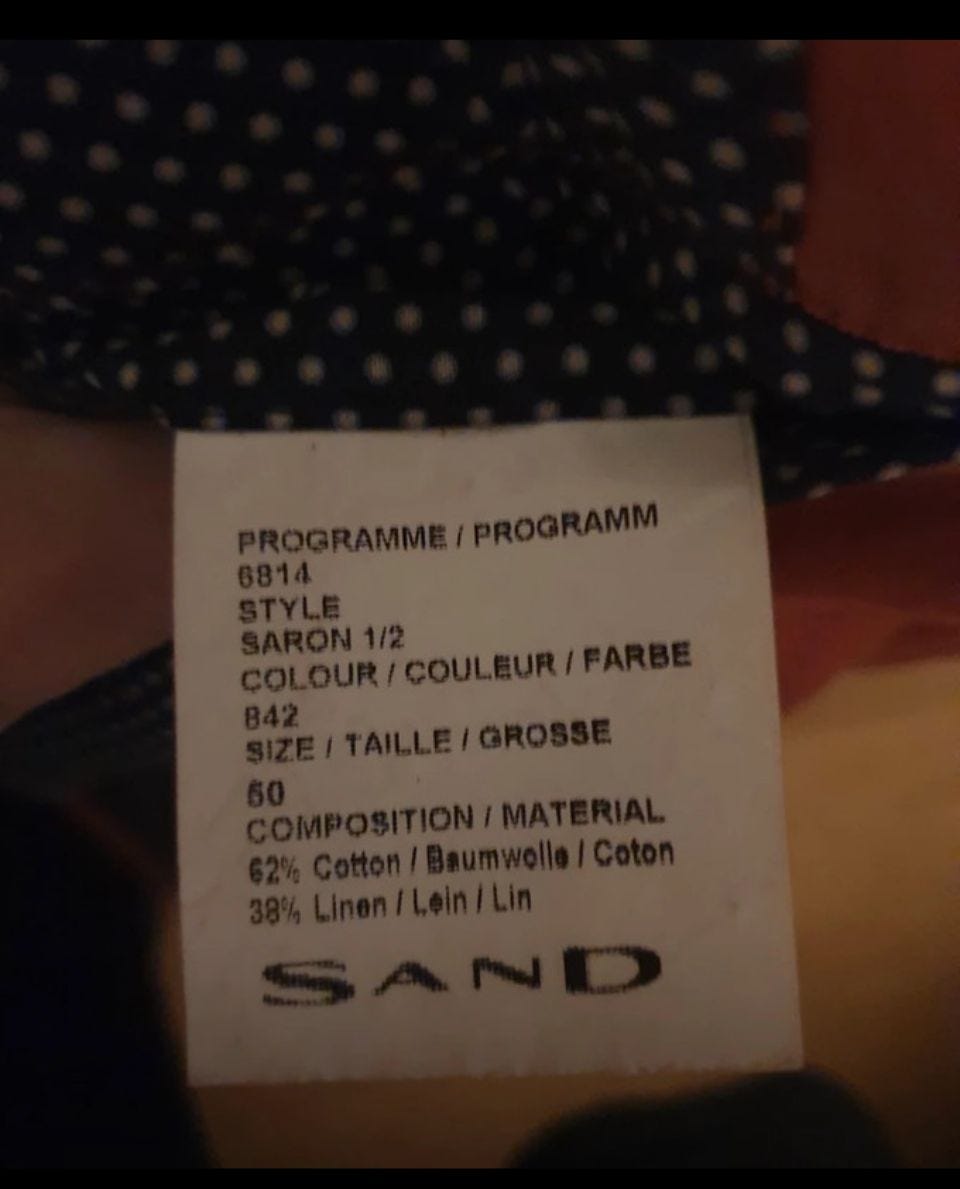 PROGRAMME / PROGRAMM
6814
STYLE
SARON 1/2
COLOUR / COULEUR / FARBE
842
SIZE / TAILLE / GROSSE
60
COMPOSITION / MATERIAL
62% Cotton / Baumwolle / Coton
38% Linen / Lein / Lin
SAND